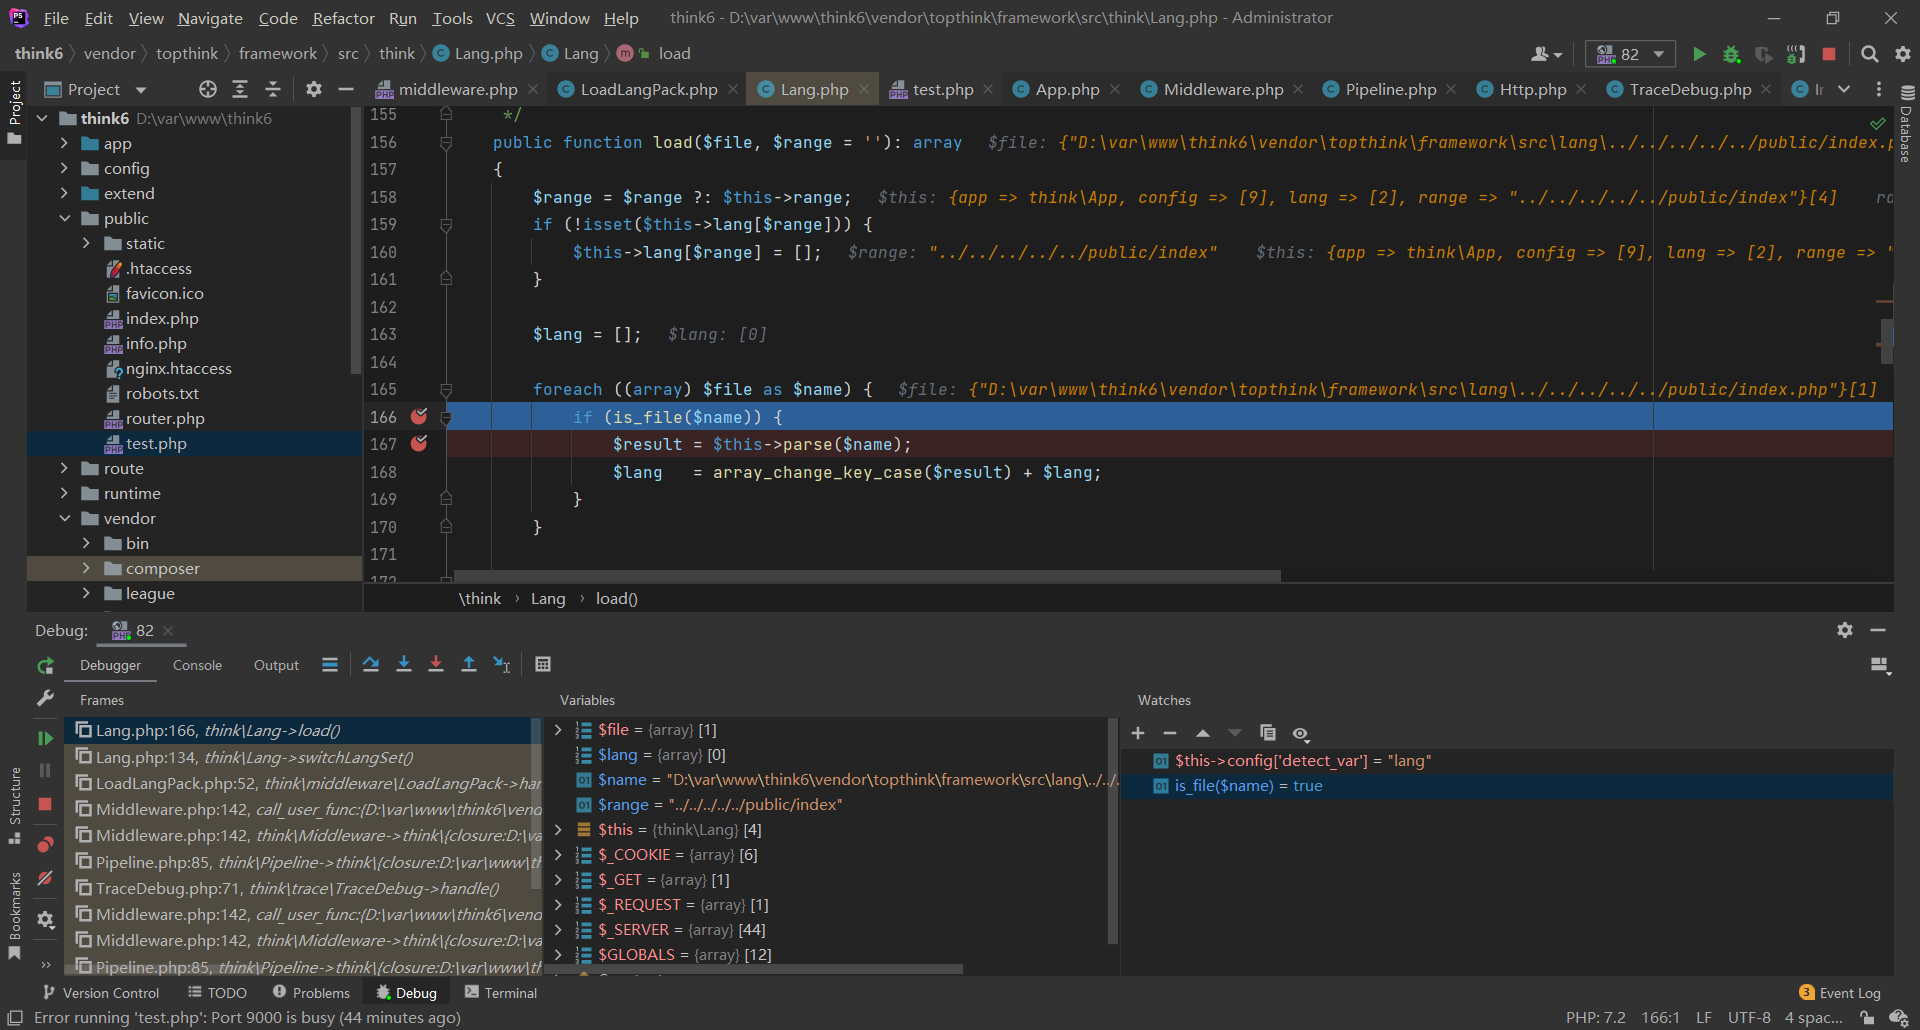 File Edit View Navigate Code Refactor Run Tools VCS Window Help think6 - D:\var\www\think6\vendor\topthink\framework\src\think\Lang.php - Administrator
think6 vendor topthink framework src think Lang.php Lang load 82
Project middleware.php LoadLangPack.php Lang.php test.php App.php Middleware.php Pipeline.php Http.php TraceDebug.php
Project
Database
think6 D:\var\www\think6
app
config
extend
public
static
.htaccess
favicon.ico
index.php
info.php
nginx.htaccess
robots.txt
router.php
test.php
route
runtime
vendor
bin
composer
league
155 */
156 public function load($file, $range = ''): array $file: {"D:\var\www\think6\vendor\topthink\framework\src\lang\../../../../../public/index.p
157 {
158 $range = $range ?: $this->range; $this: {app => think\App, config => [9], lang => [2], range => "../../../../../public/index"}[4] ra
159 if (!isset($this->lang[$range])) {
160 $this->lang[$range] = []; $range: "../../../../../public/index" $this: {app => think\App, config => [9], lang => [2], range => "
161 }
162
163 $lang = []; $lang: [0]
164
165 foreach ((array) $file as $name) { $file: {"D:\var\www\think6\vendor\topthink\framework\src\lang\../../../../../public/index.php"}[1]
166 if (is_file($name)) {
167 $result = $this->parse($name);
168 $lang = array_change_key_case($result) + $lang;
169 }
170 }
171
172
\think › Lang › load()
Debug: 82
Debugger Console Output
Frames
Lang.php:166, think\Lang->load()
Lang.php:134, think\Lang->switchLangSet()
LoadLangPack.php:52, think\middleware\LoadLangPack->han
Middleware.php:142, call_user_func:{D:\var\www\think6\vend
Middleware.php:142, think\Middleware->think\{closure:D:\va
Pipeline.php:85, think\Pipeline->think\{closure:D:\var\www\th
TraceDebug.php:71, think\trace\TraceDebug->handle()
Middleware.php:142, call_user_func:{D:\var\www\think6\vend
Middleware.php:142, think\Middleware->think\{closure:D:\va
Pipeline.php:85, think\Pipeline->think\{closure:D:\var\www\th
Variables
$file = {array} [1]
$lang = {array} [0]
$name = "D:\var\www\think6\vendor\topthink\framework\src\lang\../../.
$range = "../../../../../public/index"
$this = {think\Lang} [4]
$_COOKIE = {array} [6]
$_GET = {array} [1]
$_REQUEST = {array} [1]
$_SERVER = {array} [44]
$GLOBALS = {array} [12]
Watches
$this->config['detect_var'] = "lang"
is_file($name) = true
Structure
Bookmarks
Version Control TODO Problems Debug Terminal 3 Event Log
Error running 'test.php': Port 9000 is busy (44 minutes ago) PHP: 7.2 166:1 LF UTF-8 4 spac...